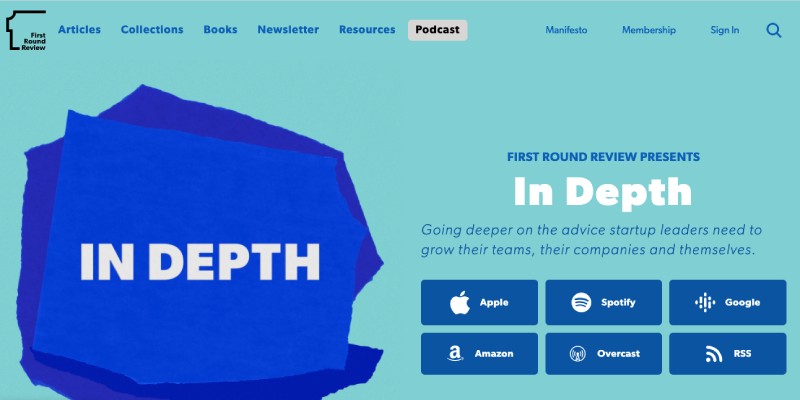 First
Round
Review
Articles
Collections
Books
Newsletter
Resources
Podcast
Manifesto
Membership
Sign In
IN DEPTH
FIRST ROUND REVIEW PRESENTS
In Depth
Going deeper on the advice startup leaders need to
grow their teams, their companies and themselves.
Apple
Spotify
Google
Amazon
Overcast
RSS